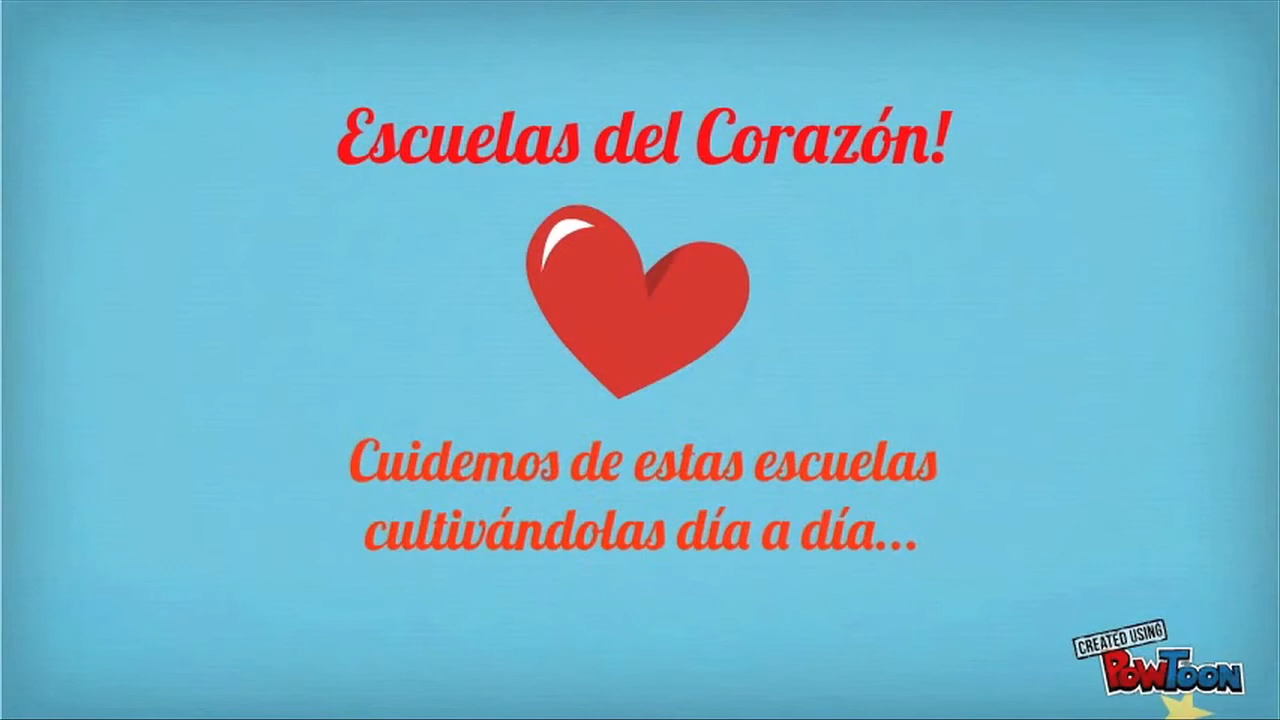 Escuelas del Corazón!
Cuidemos de estas escuelas
cultivándolas día a día...
CREATED USING
POWTOON